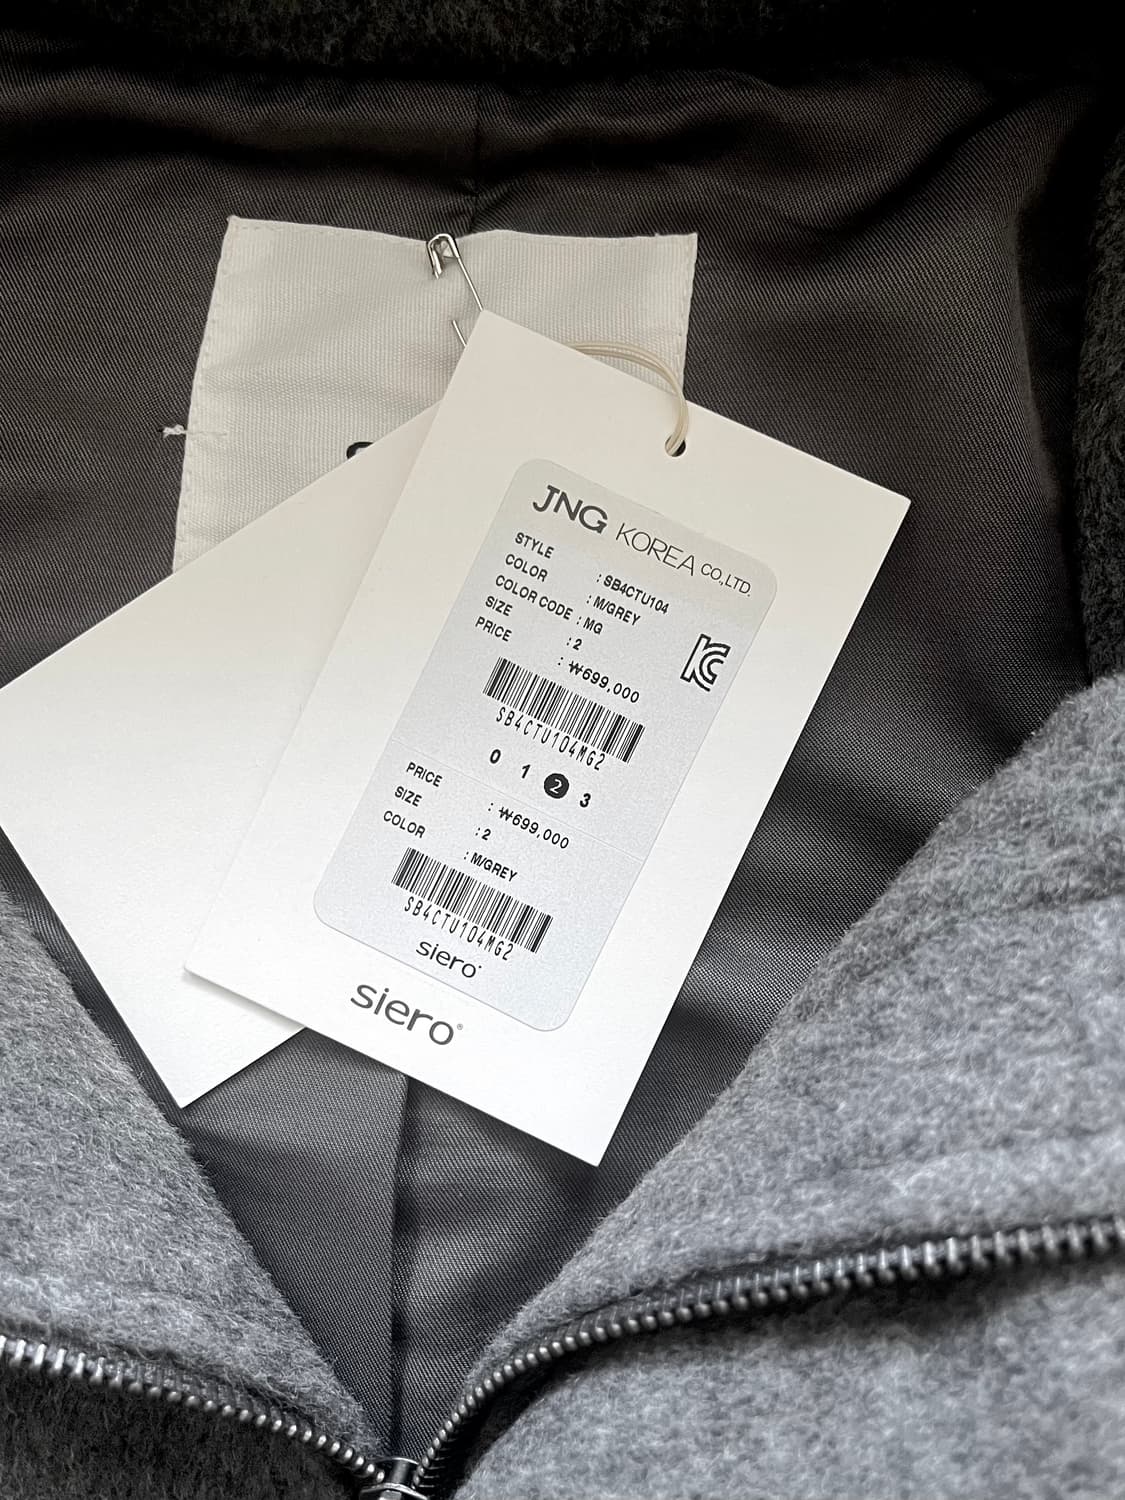 JNG KOREA CO.,LTD.
STYLE : SB4CTU104
COLOR : M/GREY
COLOR CODE : MG
SIZE : 2
PRICE : ₩699,000
SB4CTU104MG2
0 1 2 3
PRICE : ₩699,000
SIZE : 2
COLOR : M/GREY
SB4CTU104MG2
siero
siero®